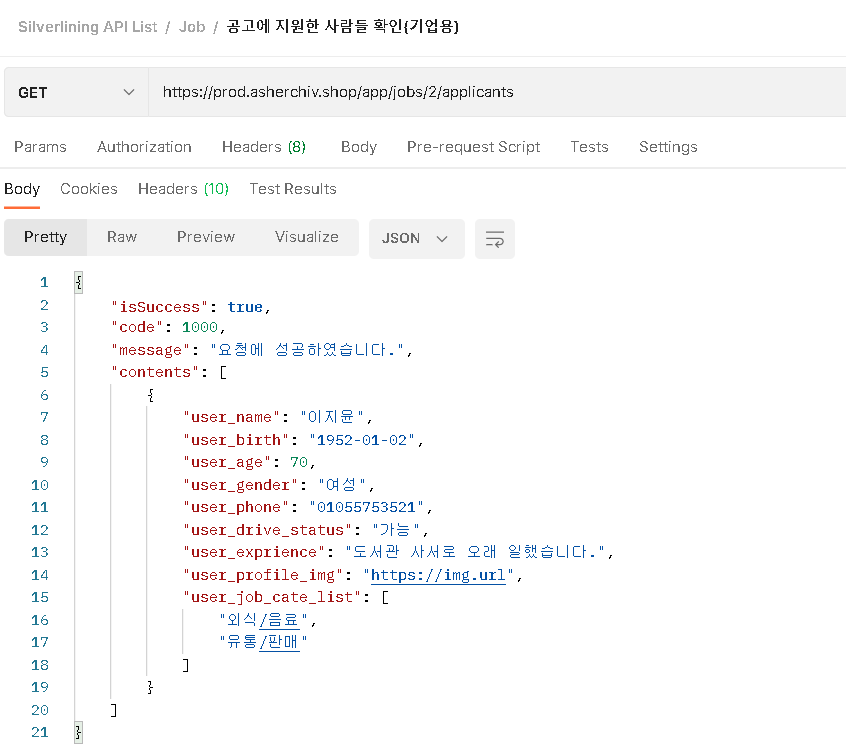 Silverlining API List / Job / 공고에 지원한 사람들 확인{기업용)
GET https://prod.asherchiv.shop/app/jobs/2/applicants
Params Authorization Headers (8) Body Pre-request Script Tests Settings
Body Cookies Headers (10) Test Results
Pretty Raw Preview Visualize JSON
1 {
2 "isSuccess": true,
3 "code": 1000,
4 "message": "요청에 성공하였습니다.",
5 "contents": [
6 {
7 "user_name": "이지윤",
8 "user_birth": "1952-01-02",
9 "user_age": 70,
10 "user_gender": "여성",
11 "user_phone": "01055753521",
12 "user_drive_status": "가능",
13 "user_exprience": "도서관 사서로 오래 일했습니다.",
14 "user_profile_img": "https://img.url",
15 "user_job_cate_list": [
16 "외식/음료",
17 "유통/판매"
18 ]
19 }
20 ]
21 }